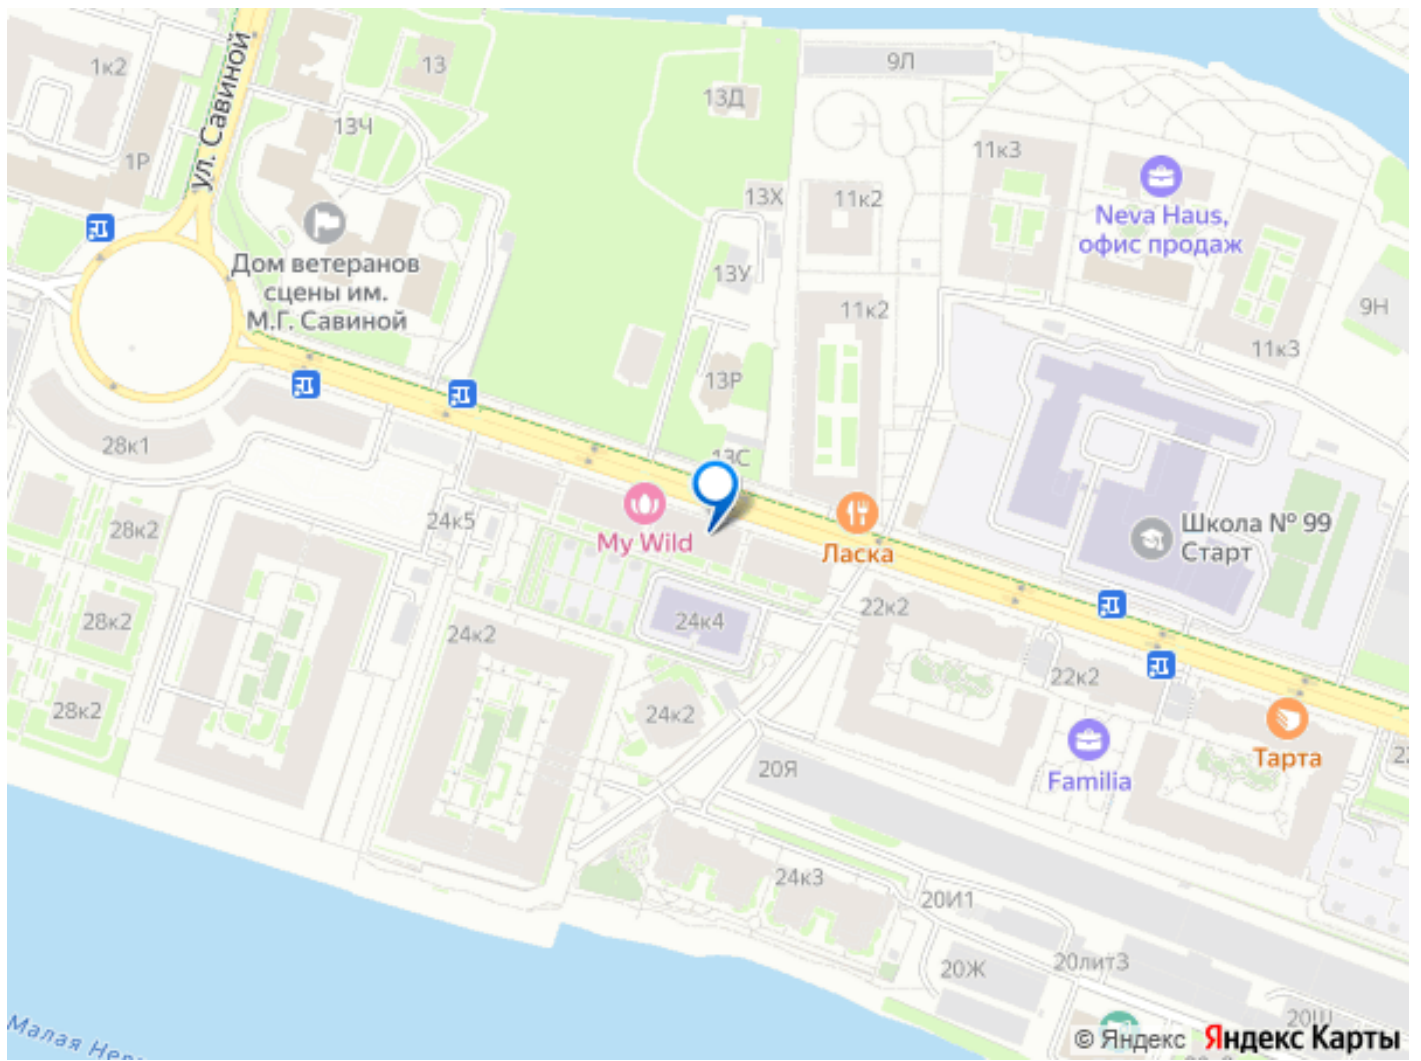 1к2
13
9Л
13Д
13Ч
ул. Савиной
1Р
11к3
13Х
11к2
Neva Haus,
офис продаж
Дом ветеранов
сцены им.
М.Г. Савиной
13У
11к2
9Н
11к3
13Р
28к1
13С
24к5
My Wild
Ласка
Школа № 99
Старт
28к2
28к2
24к2
24к4
22к2
22к2
28к2
24к2
Тарта
20Я
Familia
24к3
20И1
20Ж
20лит3
20Ш
Малая
© Яндекс Яндекс Карты